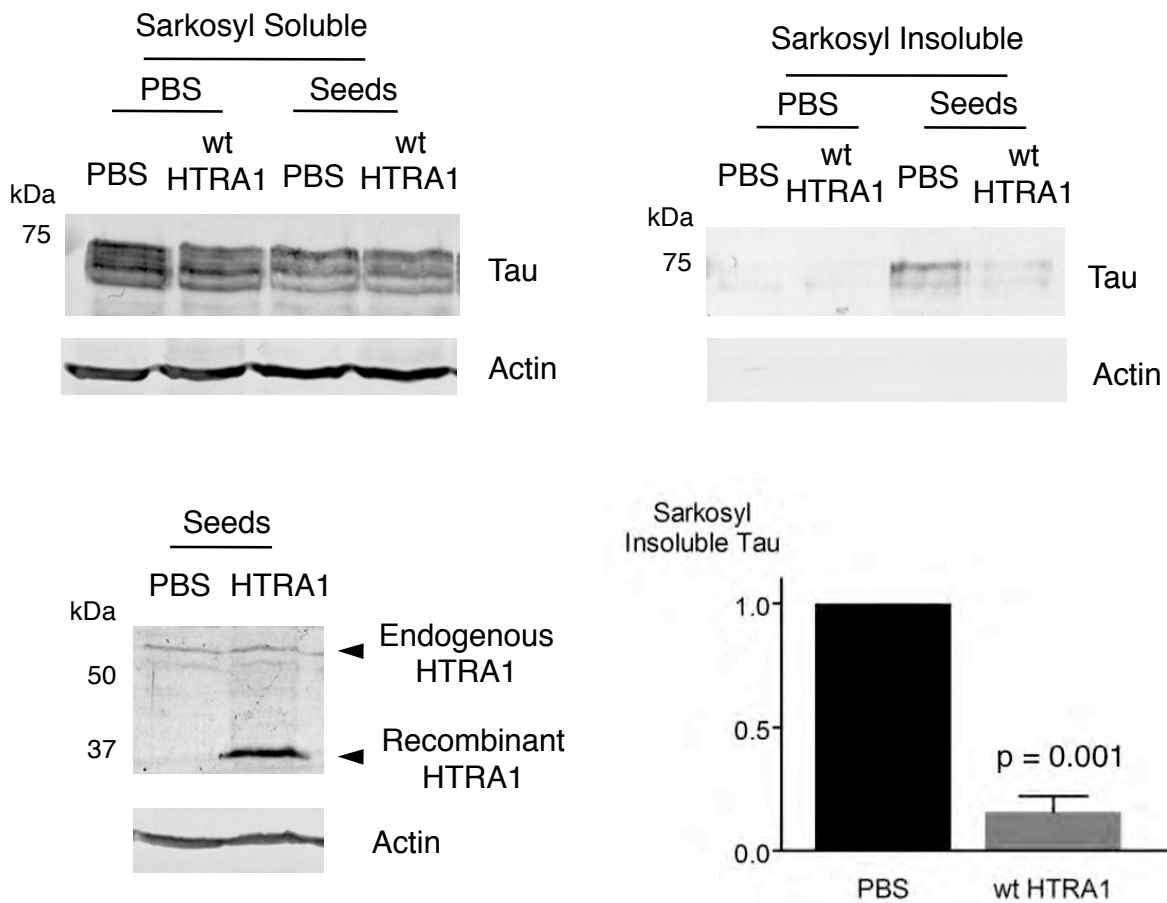 Sarkosyl Soluble
PBS Seeds
wt wt
PBS HTRA1 PBS HTRA1
kDa
75
Tau
Actin
Sarkosyl Insoluble
PBS Seeds
wt wt
PBS HTRA1 PBS HTRA1
kDa
75
Tau
Actin
Seeds
PBS HTRA1
kDa
50
37
Endogenous
HTRA1
Recombinant
HTRA1
Actin
Sarkosyl
Insoluble Tau
1.0
0.5
0.0
p = 0.001
PBS wt HTRA1